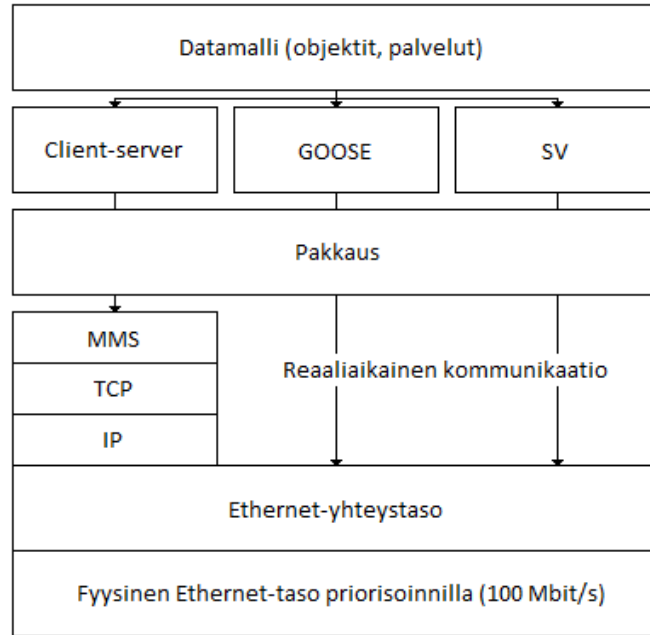 Datamalli (objektit, palvelut)
Client-server
GOOSE
SV
Pakkaus
MMS
TCP
IP
Reaaliaikainen kommunikaatio
Ethernet-yhteystaso
Fyysinen Ethernet-taso priorisoinnilla (100 Mbit/s)